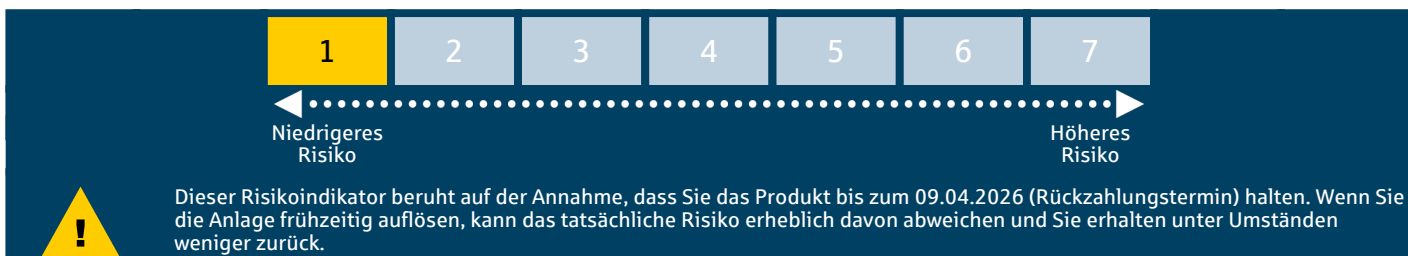 1 2 3 4 5 6 7
Niedrigeres
Risiko
Höheres
Risiko
Dieser Risikoindikator beruht auf der Annahme, dass Sie das Produkt bis zum 09.04.2026 (Rückzahlungstermin) halten. Wenn Sie
die Anlage frühzeitig auflösen, kann das tatsächliche Risiko erheblich davon abweichen und Sie erhalten unter Umständen
weniger zurück.
!